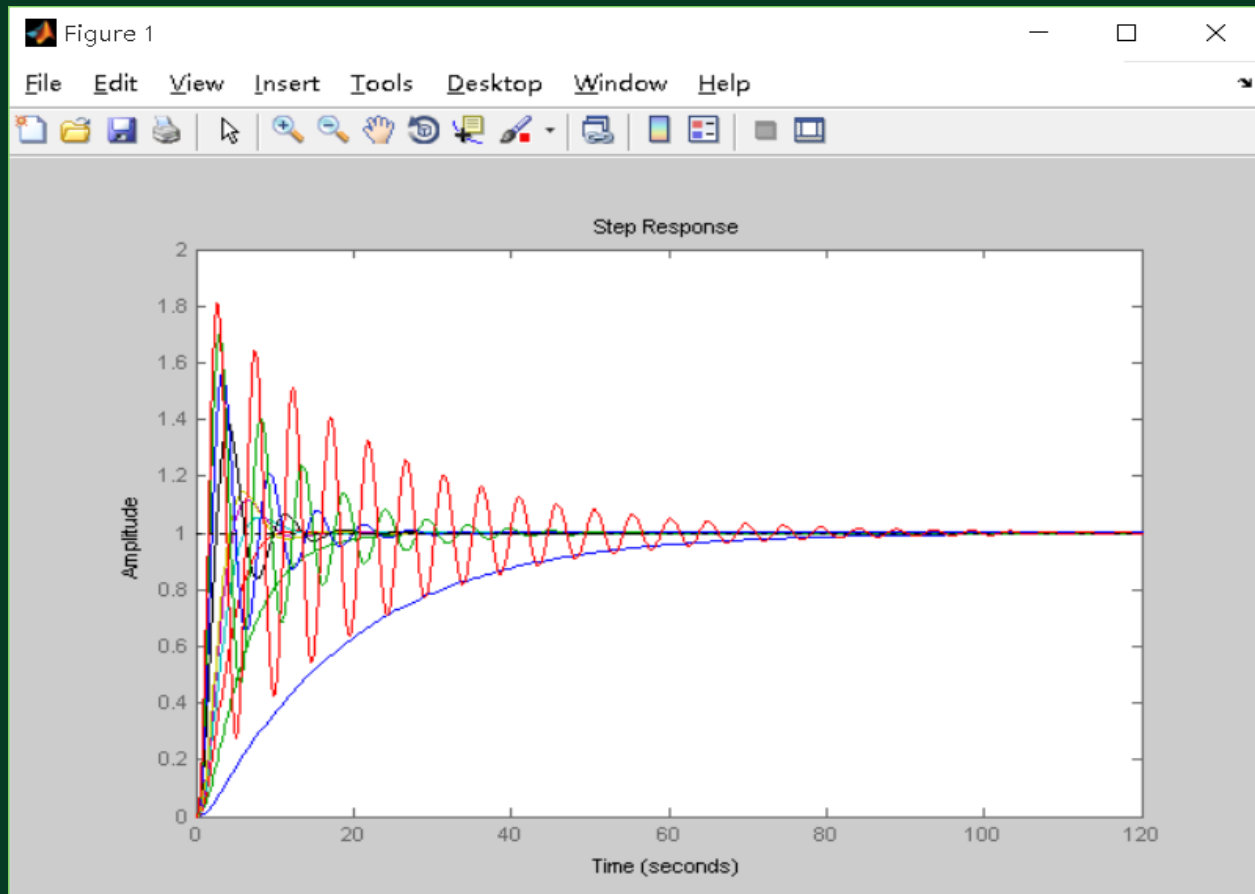 Figure 1
File Edit View Insert Tools Desktop Window Help
Step Response
2
1.8
1.6
1.4
1.2
1
0.8
0.6
0.4
0.2
0
Amplitude
0 20 40 60 80 100 120
Time (seconds)